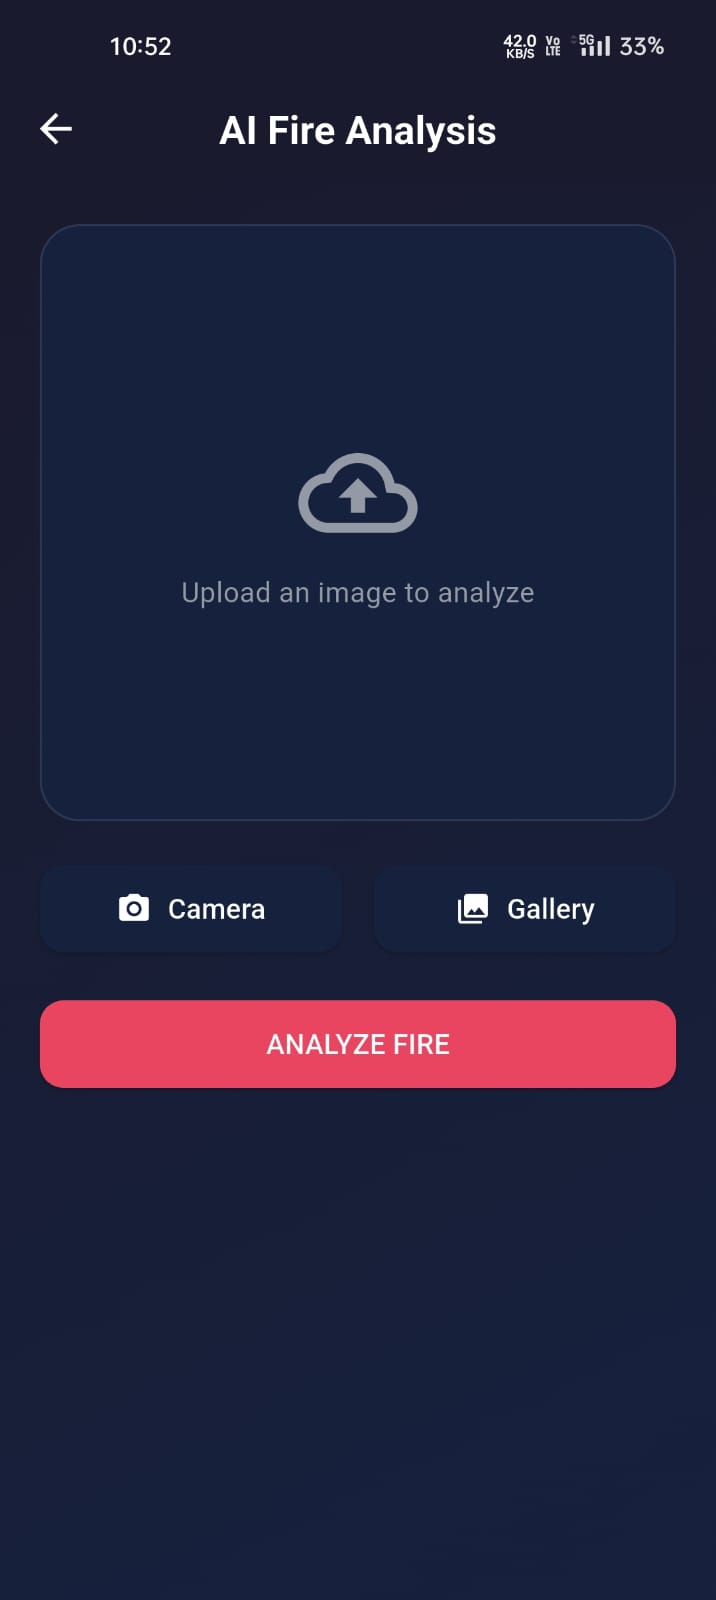 10:52
42.0
KB/S
Vo
LTE
5G
33%
AI Fire Analysis
Upload an image to analyze
Camera
Gallery
ANALYZE FIRE